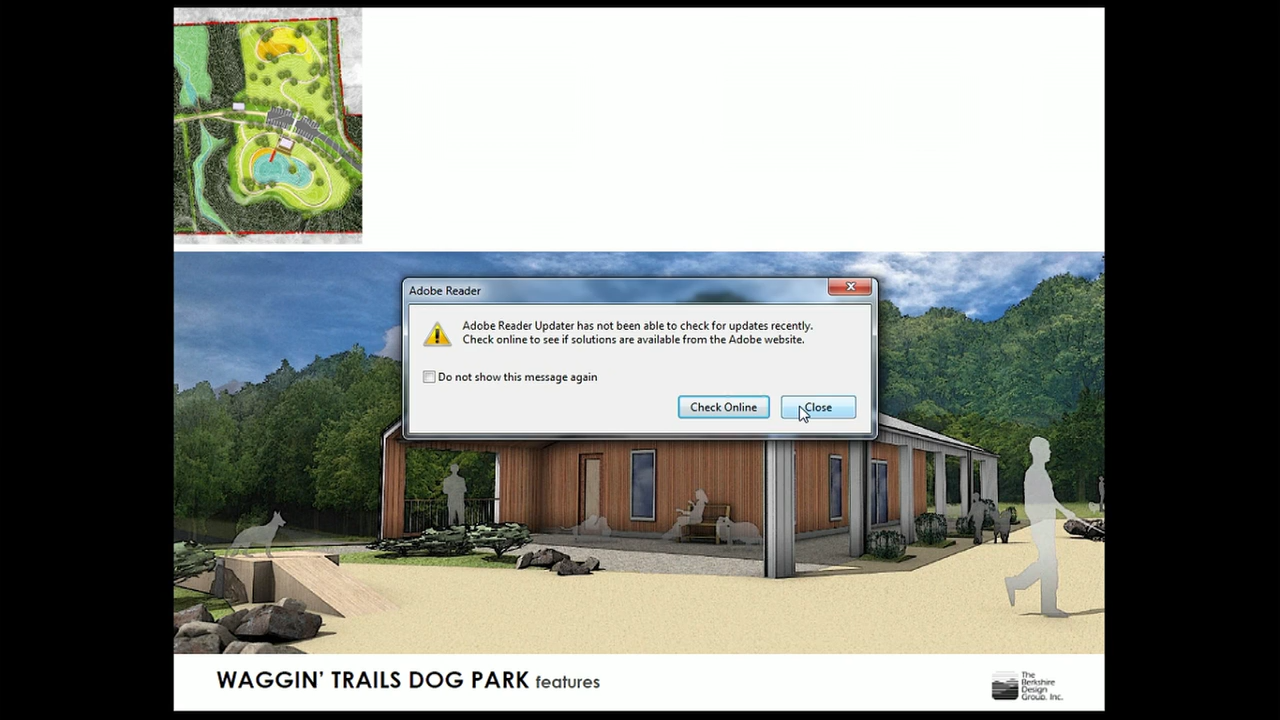 Adobe Reader
Adobe Reader Updater has not been able to check for updates recently.
Check online to see if solutions are available from the Adobe website.
Do not show this message again
Check Online
Close
WAGGIN' TRAILS DOG PARK features
The
Berkshire
Design
Group, Inc.